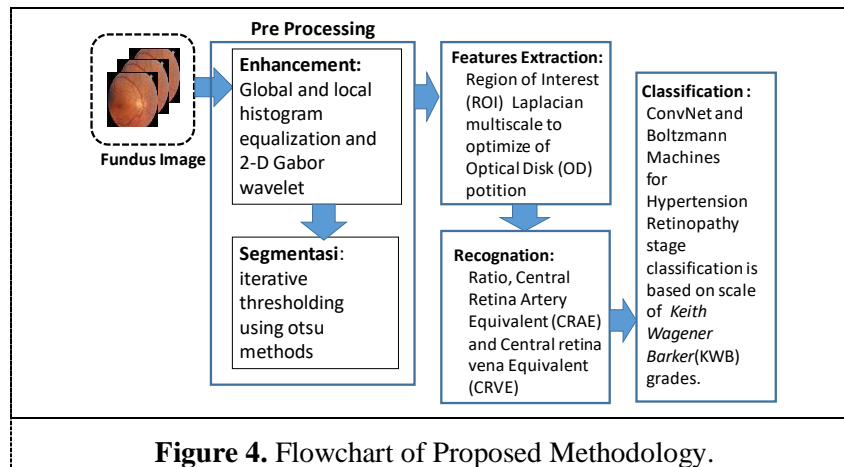 Pre Processing
Fundus Image
Enhancement:
Global and local
histogram
equalization and
2-D Gabor
wavelet
Segmentasi:
iterative
thresholding
using otsu
methods
Features Extraction:
Region of Interest
(ROI) Laplacian
multiscale to
optimize of
Optical Disk (OD)
potition
Recognation:
Ratio, Central
Retina Artery
Equivalent (CRAE)
and Central retina
vena Equivalent
(CRVE)
Classification :
ConvNet and
Boltzmann
Machines
for
Hypertension
Retinopathy
stage
classification is
based on scale
of Keith
Wagener
Barker(KWB)
grades.
Figure 4. Flowchart of Proposed Methodology.